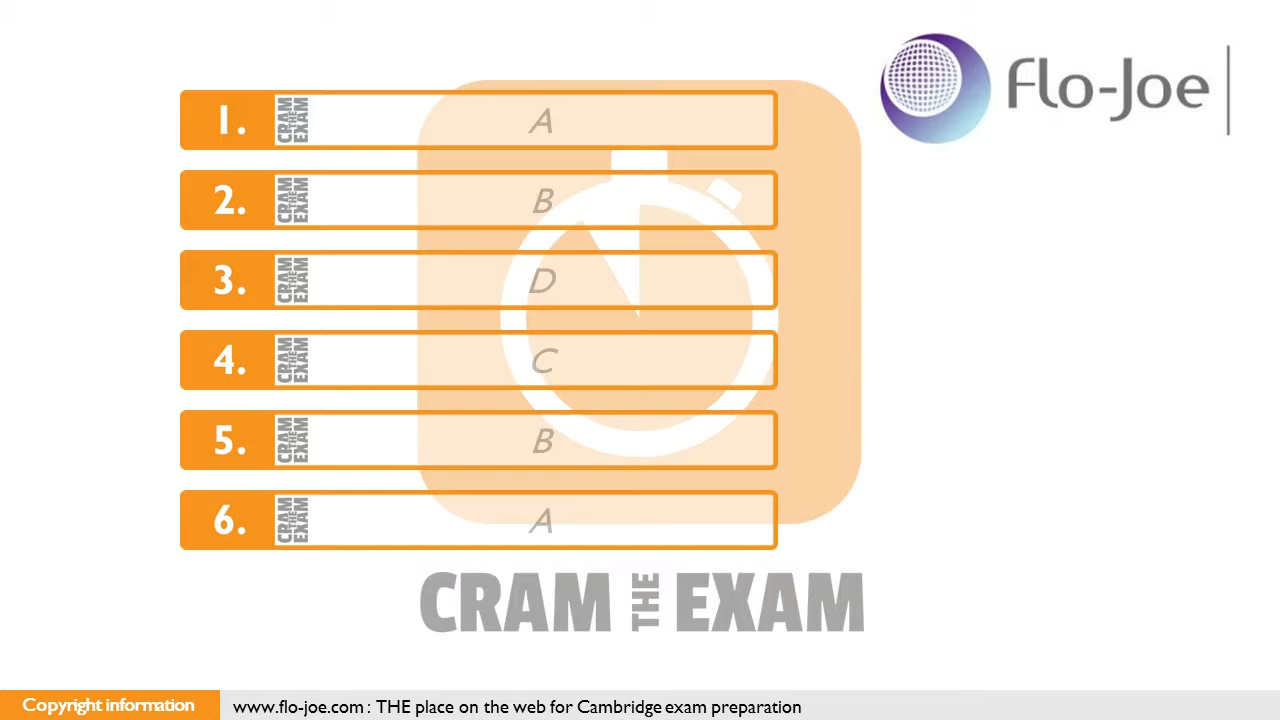 Flo-Joe
1. CRAM THE EXAM A
2. CRAM THE EXAM B
3. CRAM THE EXAM D
4. CRAM THE EXAM C
5. CRAM THE EXAM B
6. CRAM THE EXAM A
CRAM THE EXAM
Copyright information www.flo-joe.com : THE place on the web for Cambridge exam preparation